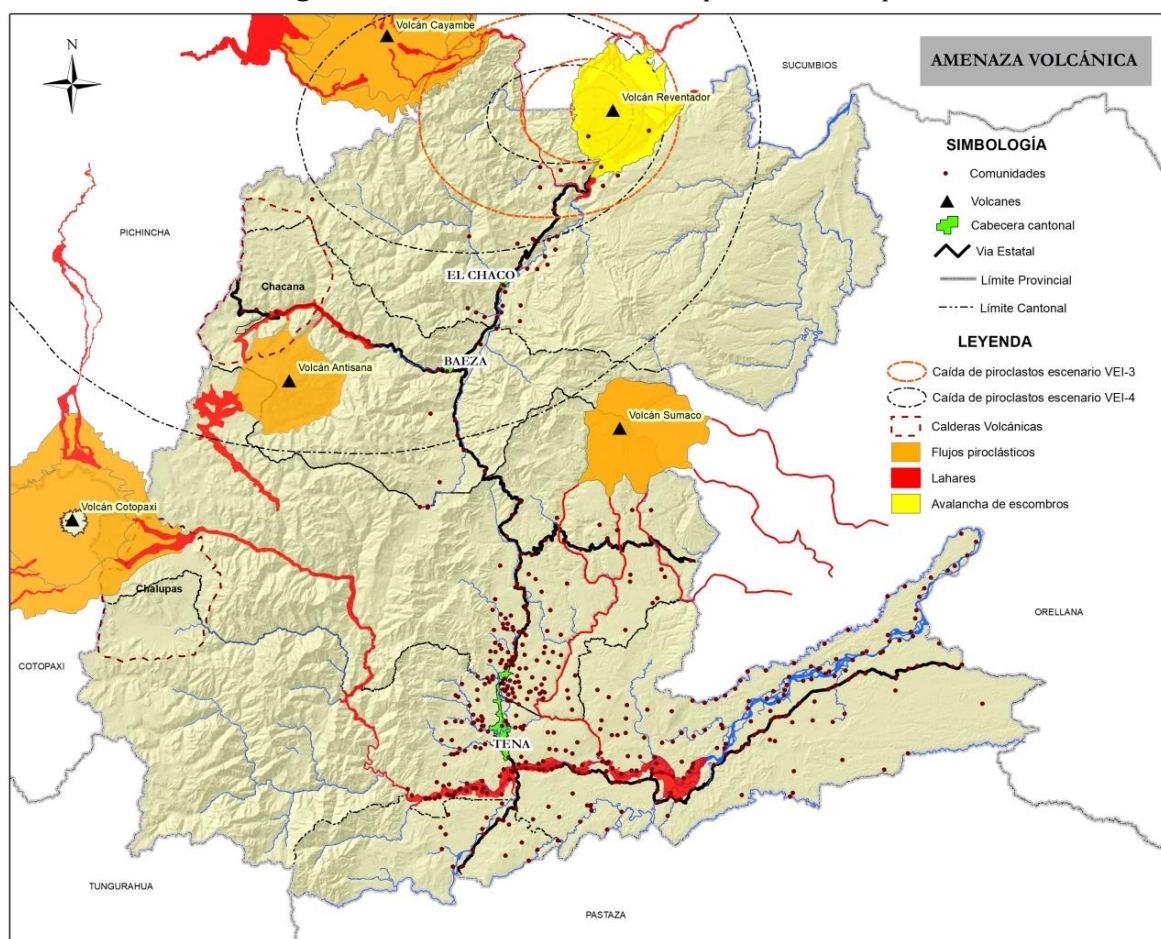 Volcán Cayambe
N
AMENAZA VOLCÁNICA
SUCUMBIOS
Volcán Reventador
SIMBOLOGÍA
Comunidades
Volcanes
Cabecera cantonal
Via Estatal
Límite Provincial
Límite Cantonal
LEYENDA
Caída de piroclastos escenario VEI-3
Caída de piroclastos escenario VEI-4
Calderas Volcánicas
Flujos piroclásticos
Lahares
Avalancha de escombros
PICHINCHA
EL CHACO
Chacana
BAEZA
Volcán Antisana
Volcán Sumaco
Volcán Cotopaxi
Chalupas
ORELLANA
COTOPAXI
TENA
TUNGURAHUA
PASTAZA